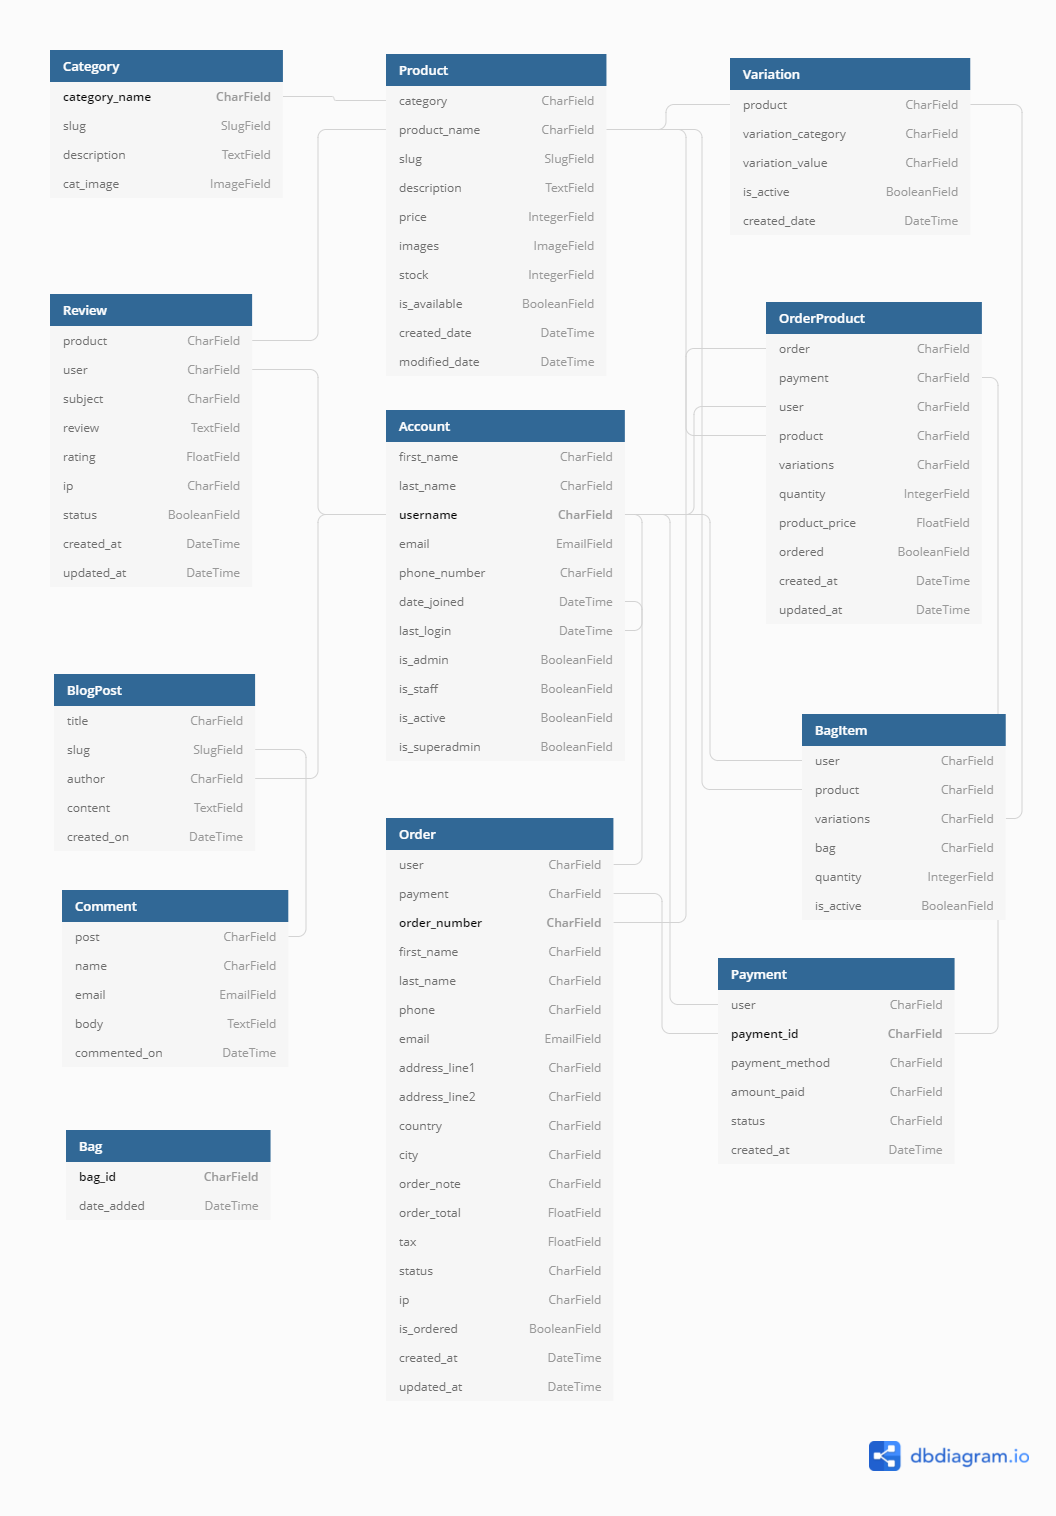 Category
category_name CharField
slug SlugField
description TextField
cat_image ImageField
Product
category CharField
product_name CharField
slug SlugField
description TextField
price IntegerField
images ImageField
stock IntegerField
is_available BooleanField
created_date DateTime
modified_date DateTime
Variation
product CharField
variation_category CharField
variation_value CharField
is_active BooleanField
created_date DateTime
Review
product CharField
user CharField
subject CharField
review TextField
rating FloatField
ip CharField
status BooleanField
created_at DateTime
updated_at DateTime
Account
first_name CharField
last_name CharField
username CharField
email EmailField
phone_number CharField
date_joined DateTime
last_login DateTime
is_admin BooleanField
is_staff BooleanField
is_active BooleanField
is_superadmin BooleanField
OrderProduct
order CharField
payment CharField
user CharField
product CharField
variations CharField
quantity IntegerField
product_price FloatField
ordered BooleanField
created_at DateTime
updated_at DateTime
BlogPost
title CharField
slug SlugField
author CharField
content TextField
created_on DateTime
BagItem
user CharField
product CharField
variations CharField
bag CharField
quantity IntegerField
is_active BooleanField
Order
user CharField
payment CharField
order_number CharField
first_name CharField
last_name CharField
phone CharField
email EmailField
address_line1 CharField
address_line2 CharField
country CharField
city CharField
order_note CharField
order_total FloatField
tax FloatField
status CharField
ip CharField
is_ordered BooleanField
created_at DateTime
updated_at DateTime
Comment
post CharField
name CharField
email EmailField
body TextField
commented_on DateTime
Payment
user CharField
payment_id CharField
payment_method CharField
amount_paid CharField
status CharField
created_at DateTime
Bag
bag_id CharField
date_added DateTime
dbdiagram.io